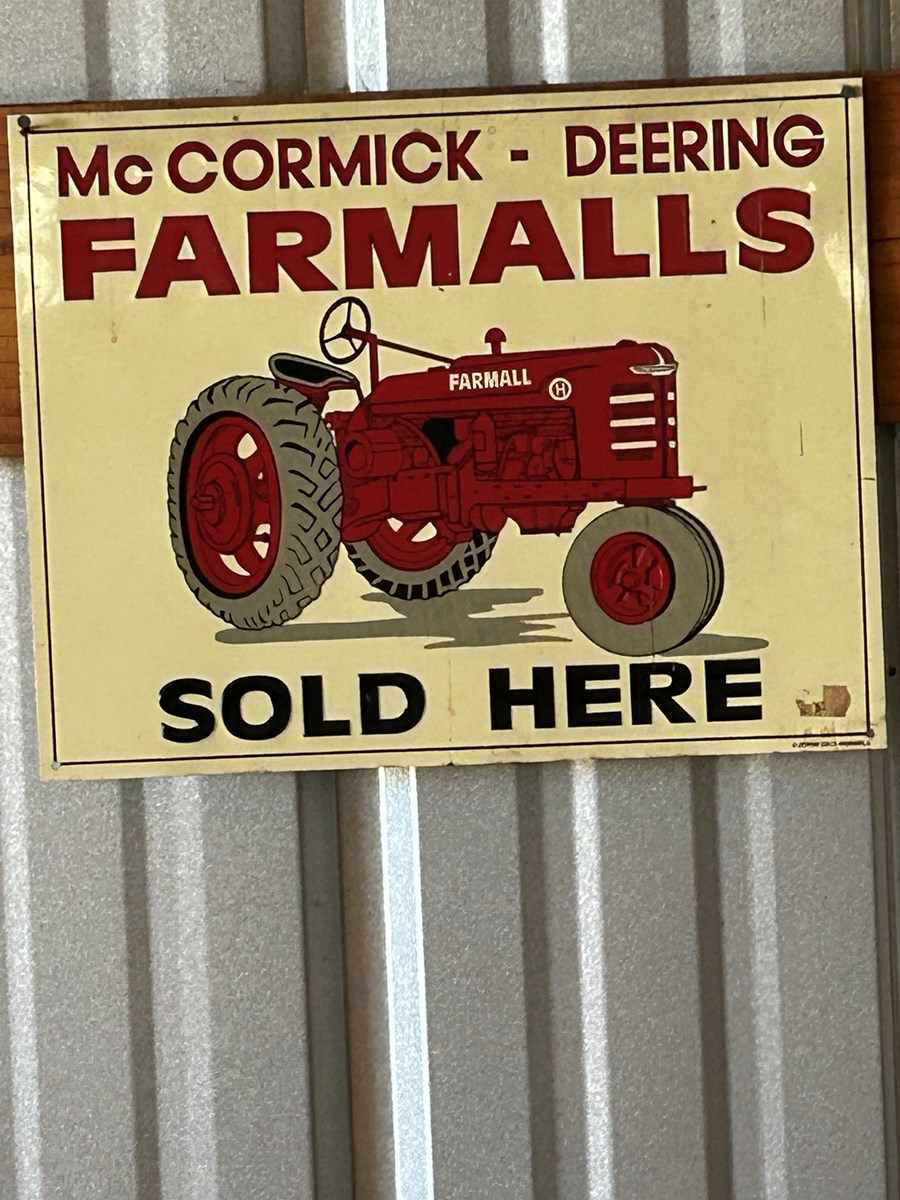 McCORMICK - DEERING
FARMALLS
FARMALL H
SOLD HERE